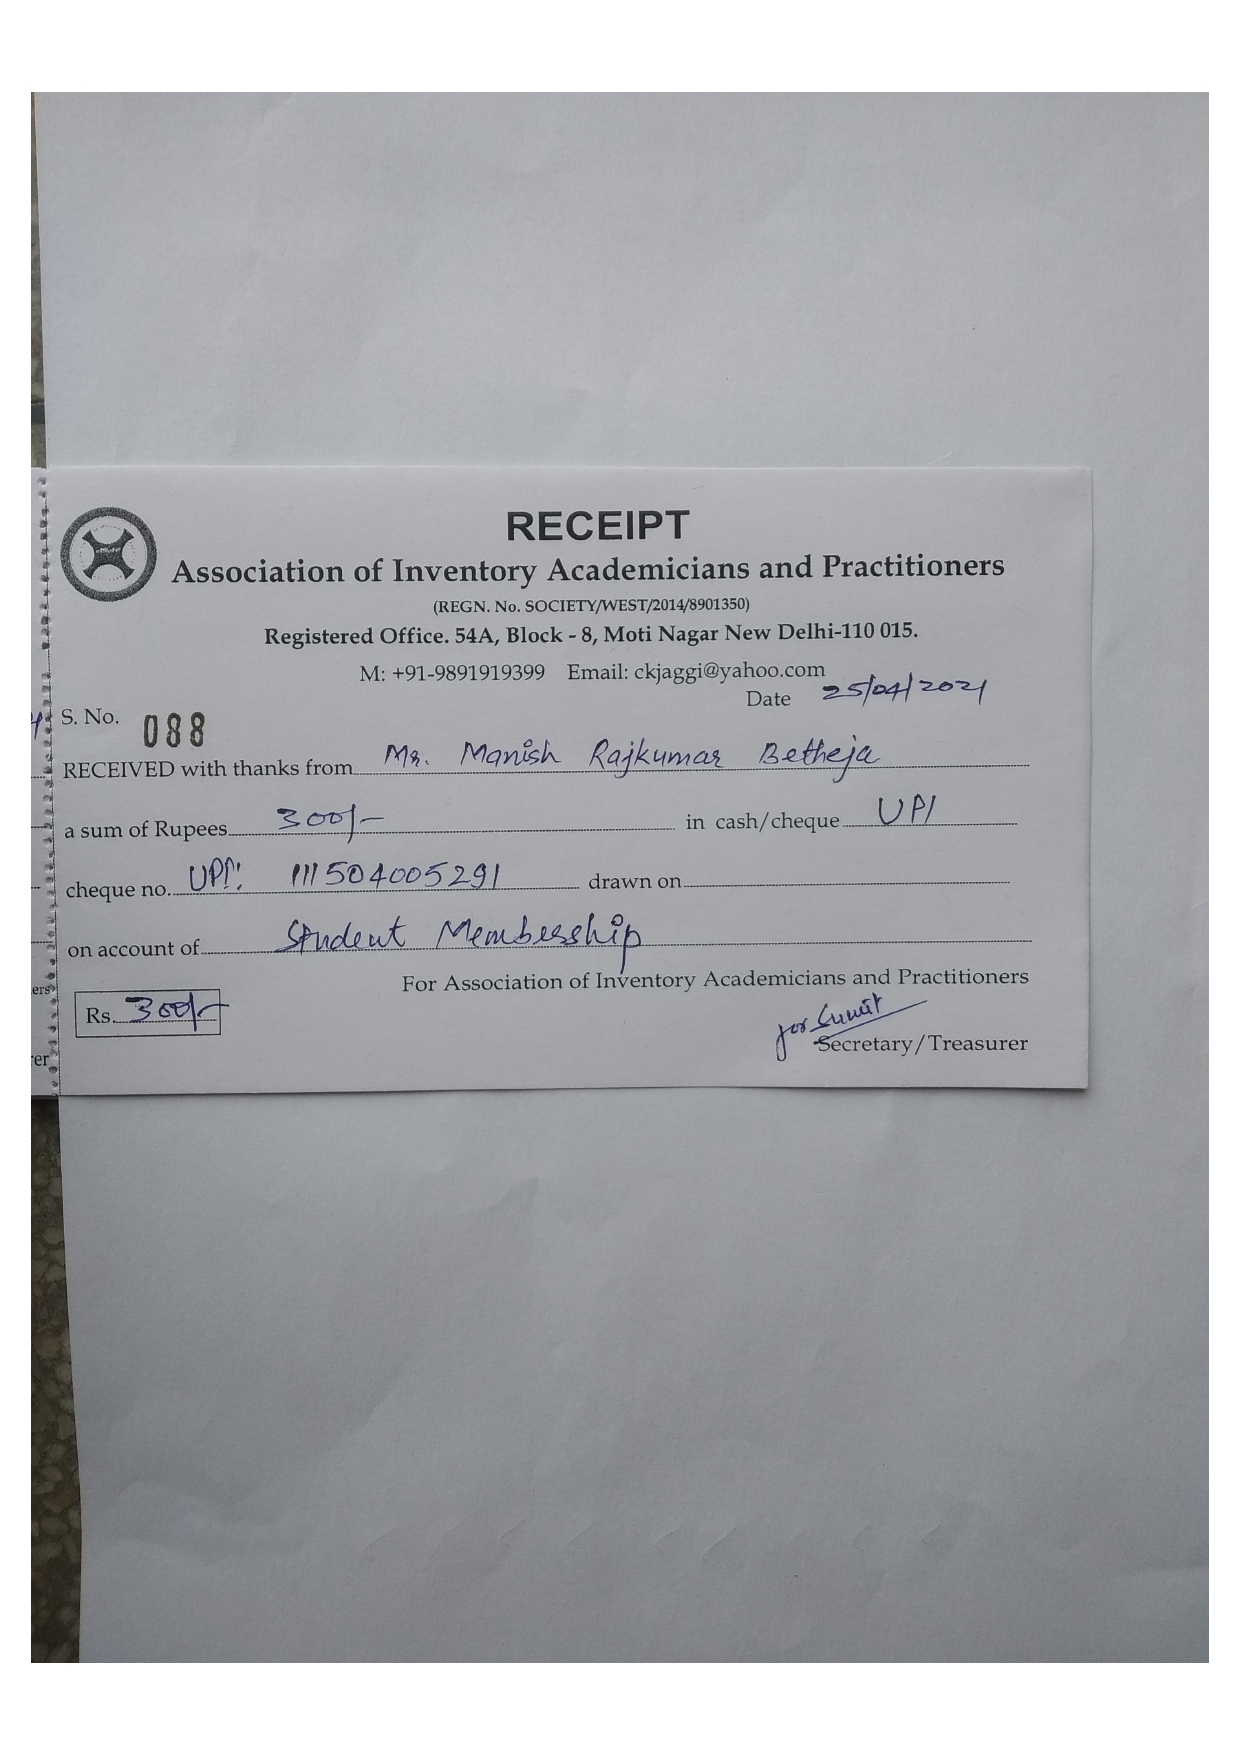 RECEIPT
Association of Inventory Academicians and Practitioners
(REGN. No. SOCIETY/WEST/2014/8901350)
Registered Office. 54A, Block - 8, Moti Nagar New Delhi-110 015.
M: +91-9891919399 Email: ckjaggi@yahoo.com
Date 25/04/2021
S. No. 088
RECEIVED with thanks from Mr. Manish Rajkumar Betheja
a sum of Rupees 300/- in cash/cheque UPI
cheque no. UPI: 111504005291 drawn on
on account of Student Membership
For Association of Inventory Academicians and Practitioners
Rs. 300/-
for Sumit
Secretary/Treasurer